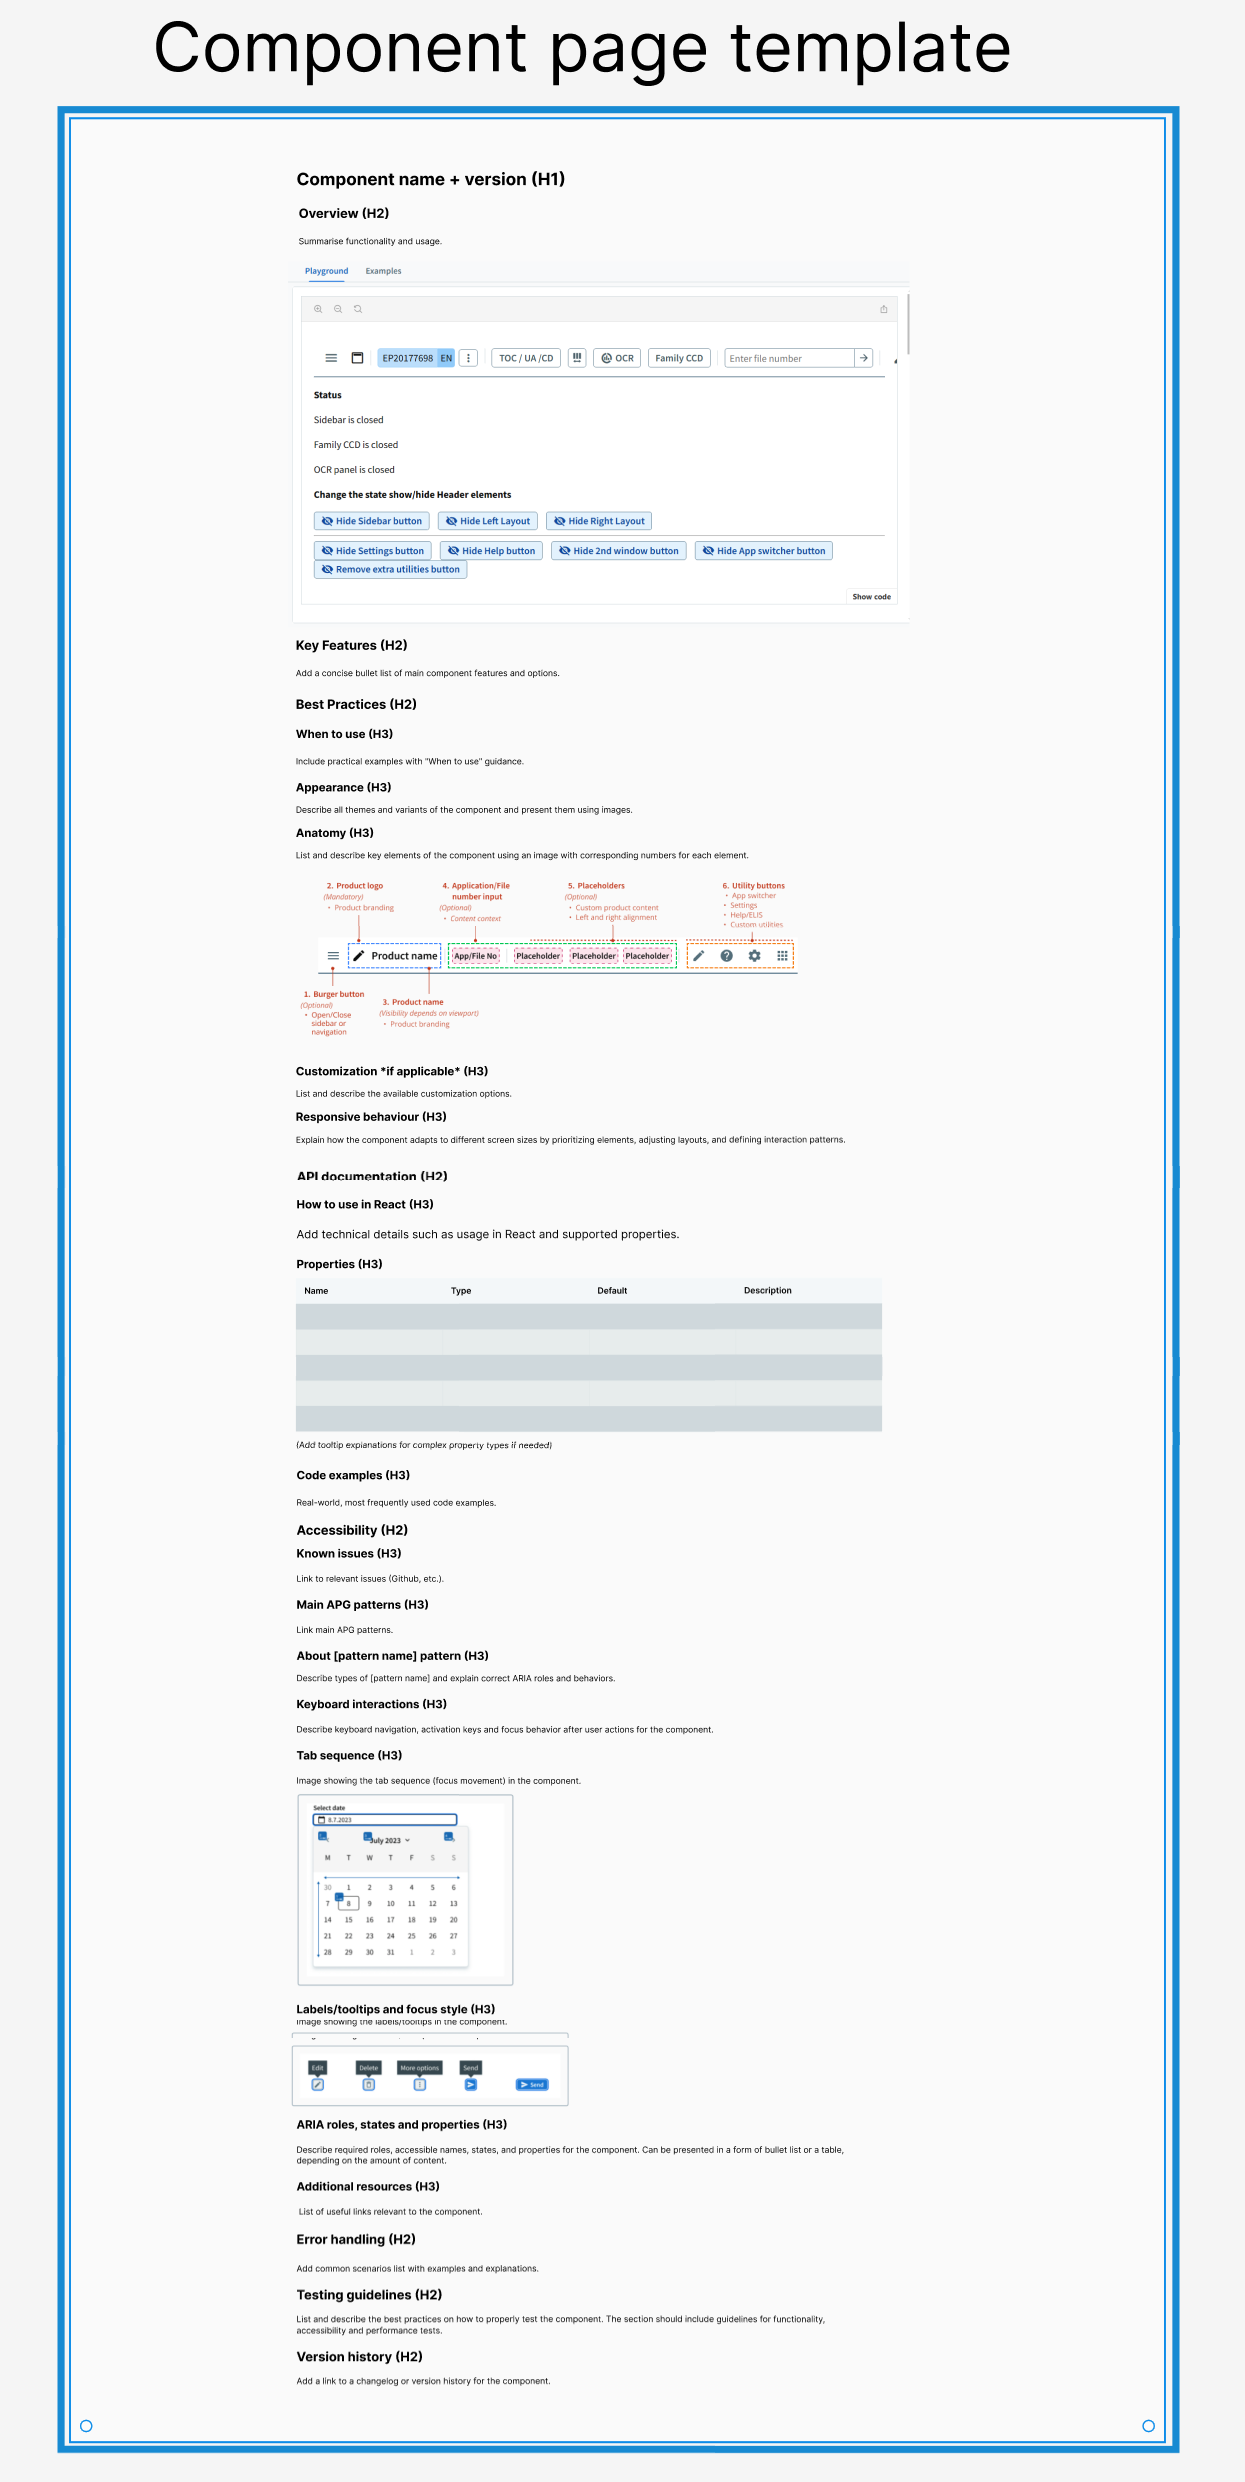 Component page template
Component name + version (H1)
Overview (H2)
Summarise functionality and usage.
Playground Examples
EP20177698 EN TOC / UA /CD OCR Family CCD Enter file number
Status
Sidebar is closed
Family CCD is closed
OCR panel is closed
Change the state show/hide Header elements
Hide Sidebar button Hide Left Layout Hide Right Layout
Hide Settings button Hide Help button Hide 2nd window button Hide App switcher button
Remove extra utilities button
Show code
Key Features (H2)
Add a concise bullet list of main component features and options.
Best Practices (H2)
When to use (H3)
Include practical examples with "When to use" guidance.
Appearance (H3)
Describe all themes and variants of the component and present them using images.
Anatomy (H3)
List and describe key elements of the component using an image with corresponding numbers for each element.
2. Product logo
(Mandatory)
• Product branding
4. Application/File
number input
(Optional)
• Content context
5. Placeholders
(Optional)
• Custom product content
• Left and right alignment
6. Utility buttons
• App switcher
• Settings
• Help/ELIS
• Custom utilities
Product name App/File No Placeholder Placeholder Placeholder
1. Burger button
(Optional)
• Open/Close
sidebar or
navigation
3. Product name
(Visibility depends on viewport)
• Product branding
Customization *if applicable* (H3)
List and describe the available customization options.
Responsive behaviour (H3)
Explain how the component adapts to different screen sizes by prioritizing elements, adjusting layouts, and defining interaction patterns.
API documentation (H2)
How to use in React (H3)
Add technical details such as usage in React and supported properties.
Properties (H3)
Name Type Default Description
(Add tooltip explanations for complex property types if needed)
Code examples (H3)
Real-world, most frequently used code examples.
Accessibility (H2)
Known issues (H3)
Link to relevant issues (Github, etc.).
Main APG patterns (H3)
Link main APG patterns.
About [pattern name] pattern (H3)
Describe types of [pattern name] and explain correct ARIA roles and behaviors.
Keyboard interactions (H3)
Describe keyboard navigation, activation keys and focus behavior after user actions for the component.
Tab sequence (H3)
Image showing the tab sequence (focus movement) in the component.
Select date
8.7.2023
July 2023
M T W T F S S
30 1 2 3 4 5 6
7 8 9 10 11 12 13
14 15 16 17 18 19 20
21 22 23 24 25 26 27
28 29 30 31 1 2 3
Labels/tooltips and focus style (H3)
Image showing the labels/tooltips in the component.
Edit Delete More options Send
Send
ARIA roles, states and properties (H3)
Describe required roles, accessible names, states, and properties for the component. Can be presented in a form of bullet list or a table,
depending on the amount of content.
Additional resources (H3)
List of useful links relevant to the component.
Error handling (H2)
Add common scenarios list with examples and explanations.
Testing guidelines (H2)
List and describe the best practices on how to properly test the component. The section should include guidelines for functionality,
accessibility and performance tests.
Version history (H2)
Add a link to a changelog or version history for the component.